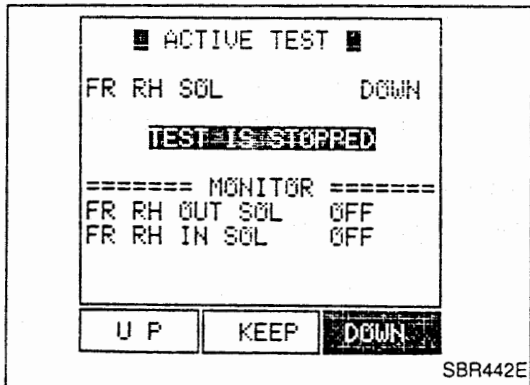 ■ ACTIVE TEST ■
FR RH SOL DOWN
TEST IS STOPPED
======= MONITOR =======
FR RH OUT SOL OFF
FR RH IN SOL OFF
U P KEEP DOWN
SBR442E